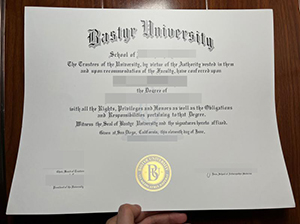 Bastyr University
School of
The Trustees of the University, by virtue of the Authority vested in them
and upon recommendation of the Faculty, have conferred upon
the Degree of
with all the Rights, Privileges and Honors as well as the Obligations
and Responsibilities pertaining to that Degree.
Witness the Seal of Bastyr University and the signatures hereto affixed.
Given at San Diego, California, this eleventh day of June,